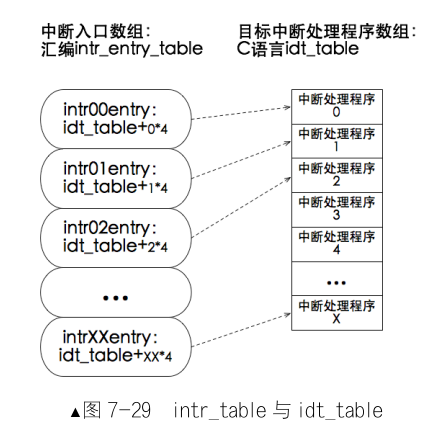 中断入口数组:
汇编intr_entry_table
目标中断处理程序数组:
C语言idt_table
intr00entry:
idt_table+0*4
intr01entry:
idt_table+1*4
intr02entry:
idt_table+2*4
•••
intrXXentry:
idt_table+XX*4
中断处理程序
0
中断处理程序
1
中断处理程序
2
中断处理程序
3
中断处理程序
4
•••
中断处理程序
X
▲图 7-29 intr_table 与 idt_table